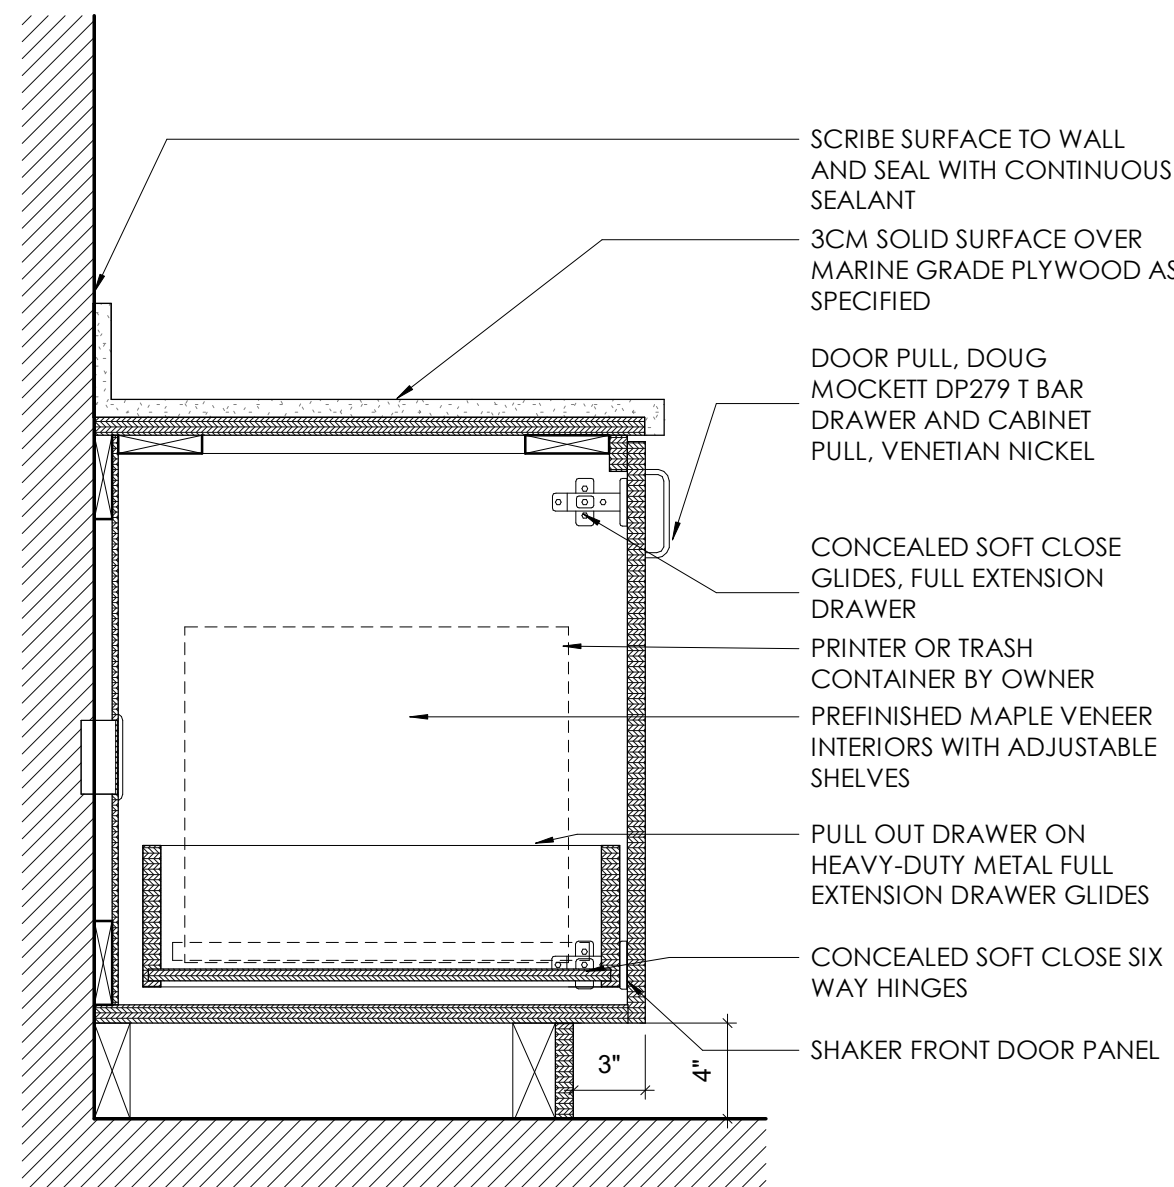 SCRIBE SURFACE TO WALL
AND SEAL WITH CONTINUOUS
SEALANT
3CM SOLID SURFACE OVER
MARINE GRADE PLYWOOD AS
SPECIFIED
DOOR PULL, DOUG
MOCKETT DP279 T BAR
DRAWER AND CABINET
PULL, VENETIAN NICKEL
CONCEALED SOFT CLOSE
GLIDES, FULL EXTENSION
DRAWER
PRINTER OR TRASH
CONTAINER BY OWNER
PREFINISHED MAPLE VENEER
INTERIORS WITH ADJUSTABLE
SHELVES
PULL OUT DRAWER ON
HEAVY-DUTY METAL FULL
EXTENSION DRAWER GLIDES
CONCEALED SOFT CLOSE SIX
WAY HINGES
SHAKER FRONT DOOR PANEL
3"
4"